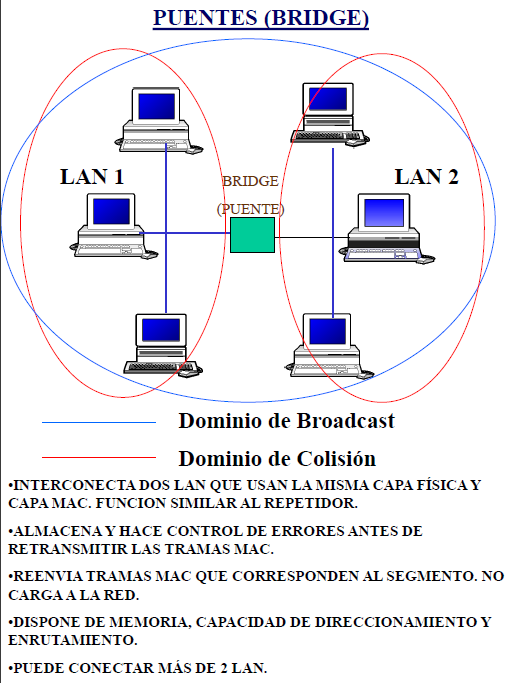 PUENTES (BRIDGE)
LAN 1
BRIDGE
(PUENTE)
LAN 2
Dominio de Broadcast
Dominio de Colisión
•INTERCONECTA DOS LAN QUE USAN LA MISMA CAPA FÍSICA Y
CAPA MAC. FUNCION SIMILAR AL REPETIDOR.
•ALMACENA Y HACE CONTROL DE ERRORES ANTES DE
RETRANSMITIR LAS TRAMAS MAC.
•REENVIA TRAMAS MAC QUE CORRESPONDEN AL SEGMENTO. NO
CARGA A LA RED.
•DISPONE DE MEMORIA, CAPACIDAD DE DIRECCIONAMIENTO Y
ENRUTAMIENTO.
•PUEDE CONECTAR MÁS DE 2 LAN.